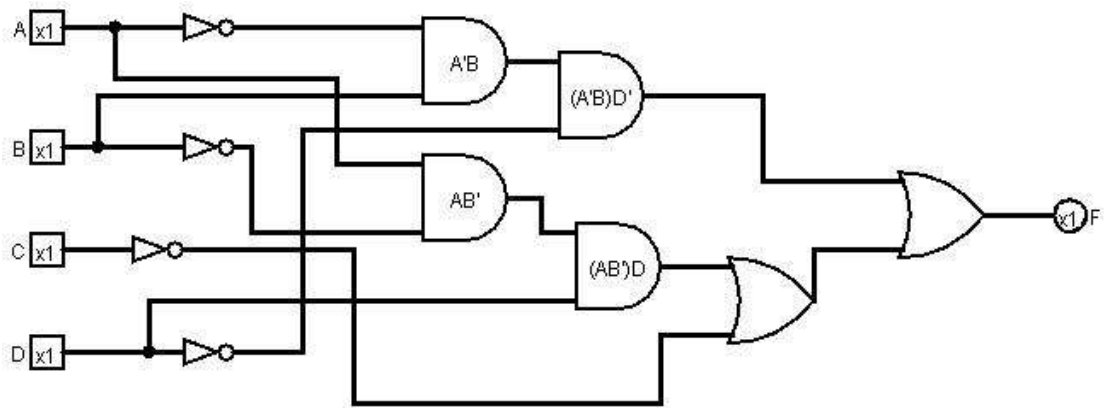 A x1
A'B
(A'B)D'
B x1
AB'
x1 F
C x1
(AB')D
D x1